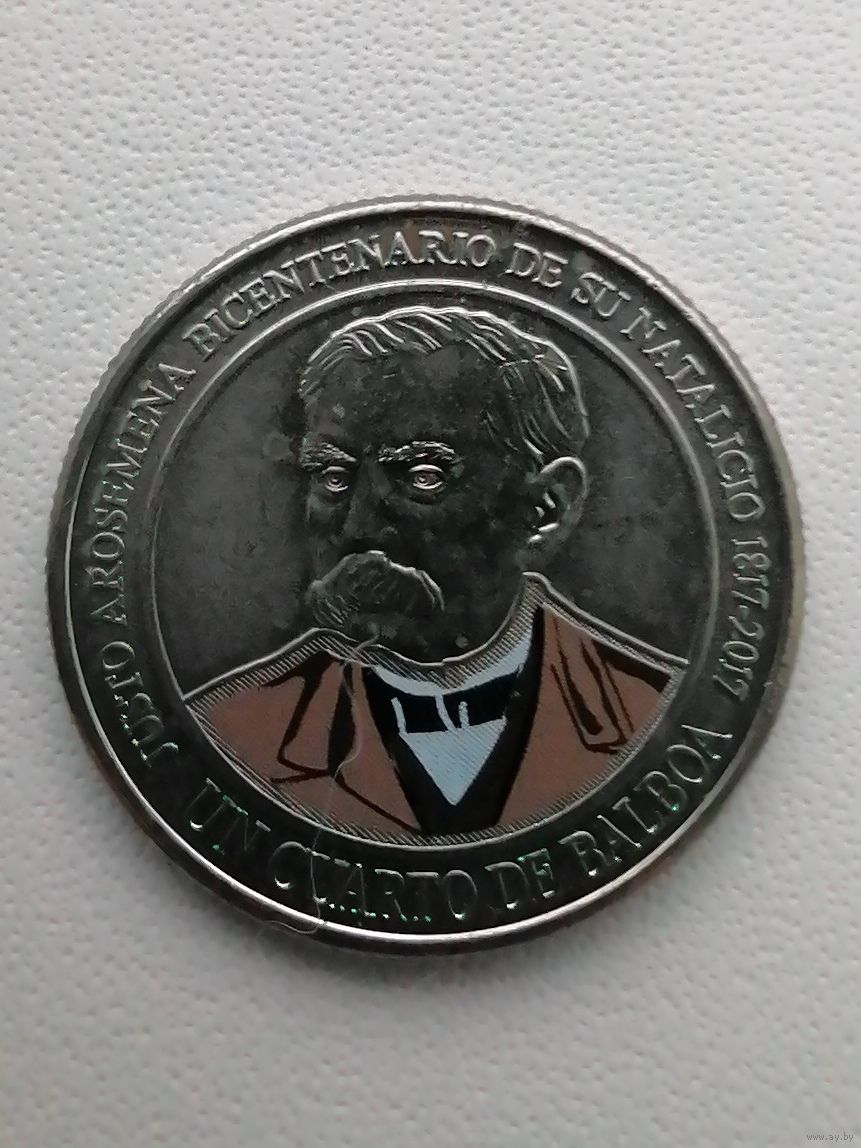 JUSTO AROSEMENA BICENTENARIO DE SU NATALICIO 1817-2017
UN CUARTO DE BALBOA
www.ay.by